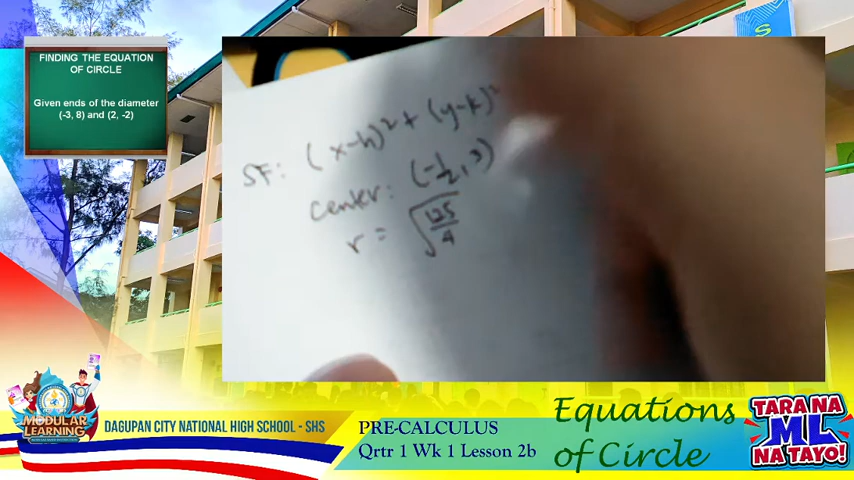 FINDING THE EQUATION
OF CIRCLE
Given ends of the diameter
(-3, 8) and (2, -2)
SF: (x-h)² + (y-k)²
center: (-1/2, 3)
r = √125/4
S
MODULAR
LEARNING
DAGUPAN CITY NATIONAL HIGH SCHOOL - SHS
PRE-CALCULUS
Qrtr 1 Wk 1 Lesson 2b
Equations
of Circle
TARA NA
ML
NA TAYO!